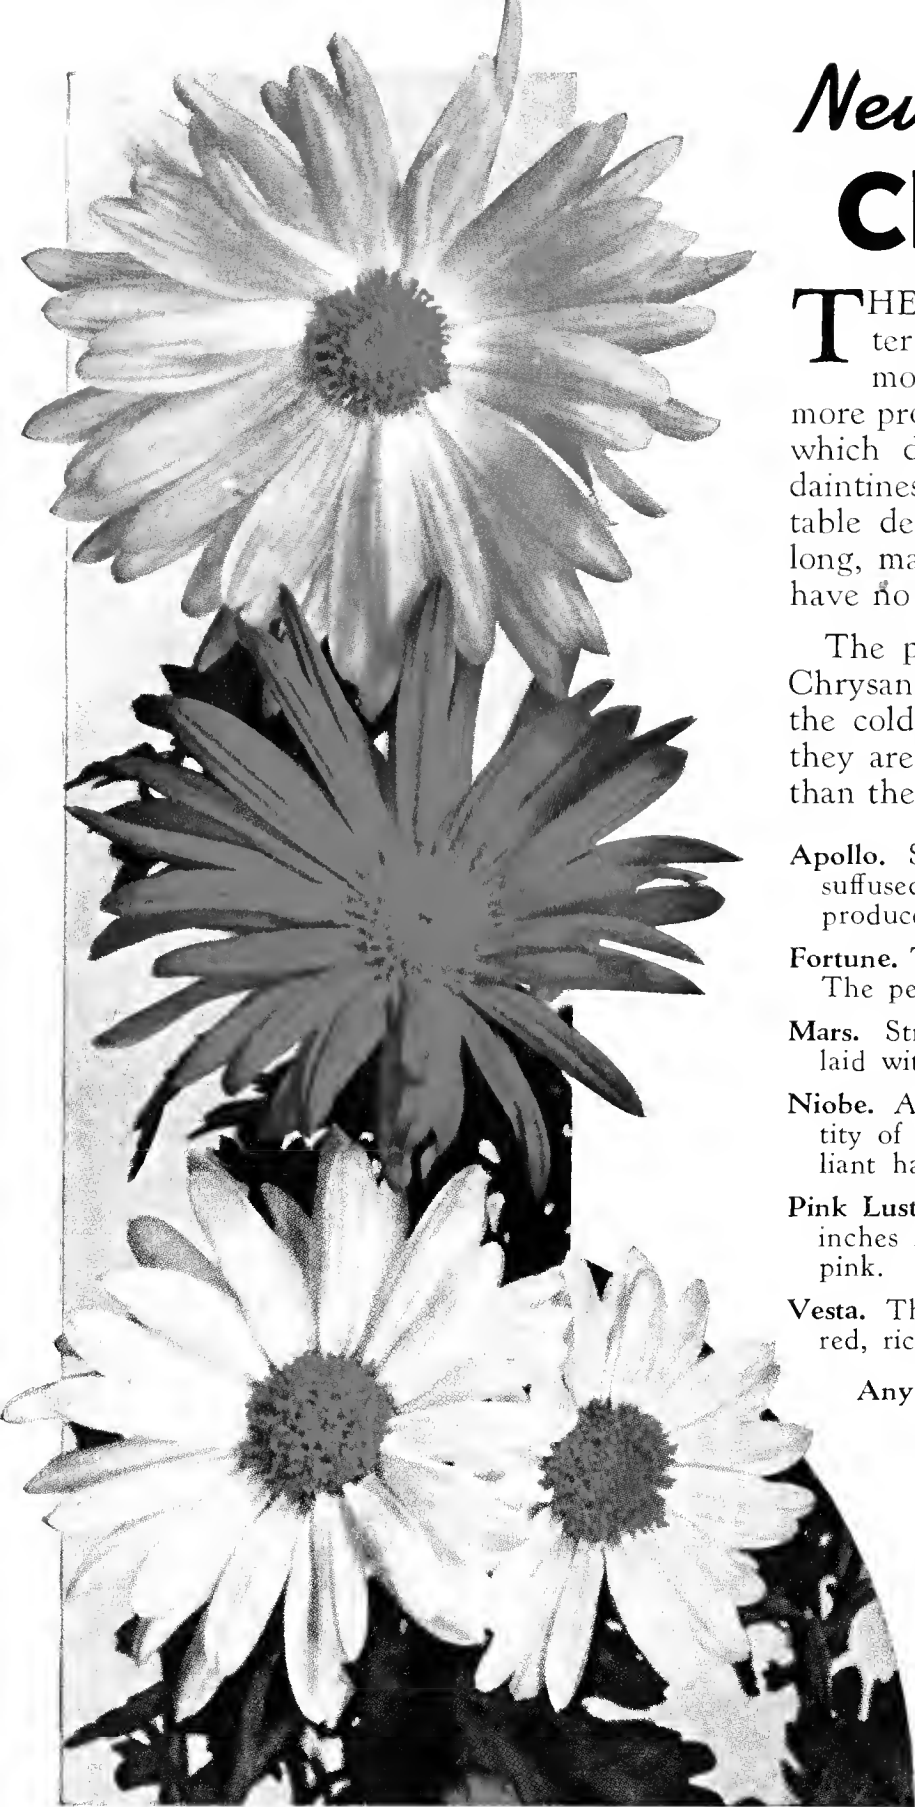 Ne
C
THE
ter
mo
more pro
which d
daintines
table de
long, ma
have no
The p
Chrysan
the cold
they are
than the
Apollo. S
suffused
produce
Fortune. T
The pe
Mars. Str
laid wit
Niobe. A
tity of
liant ha
Pink Lust
inches
pink.
Vesta. Th
red, ric
Any